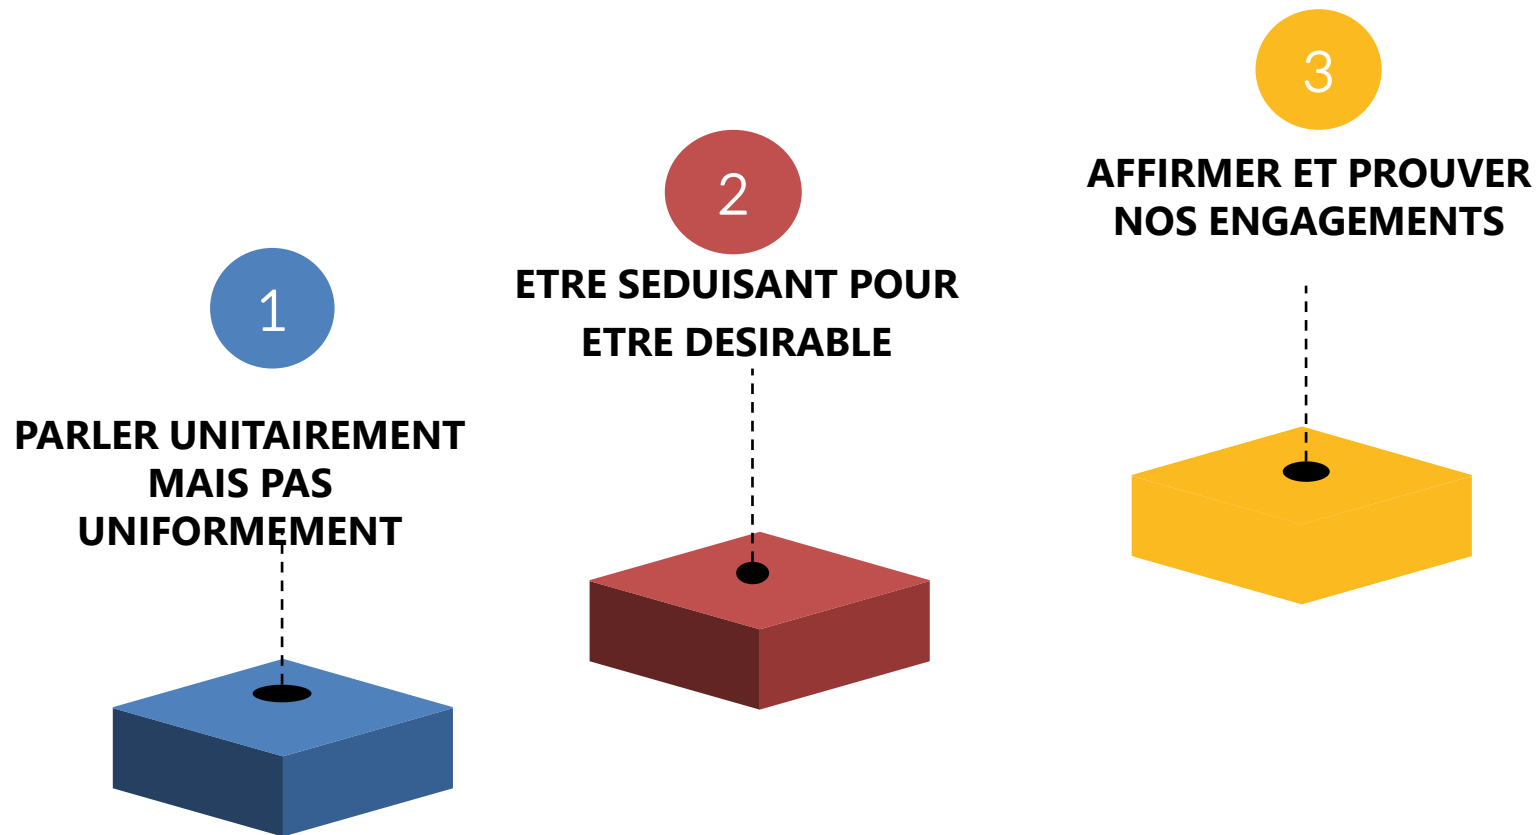 1
PARLER UNITAIREMENT
MAIS PAS
UNIFORMEMENT
2
ETRE SEDUISANT POUR
ETRE DESIRABLE
3
AFFIRMER ET PROUVER
NOS ENGAGEMENTS